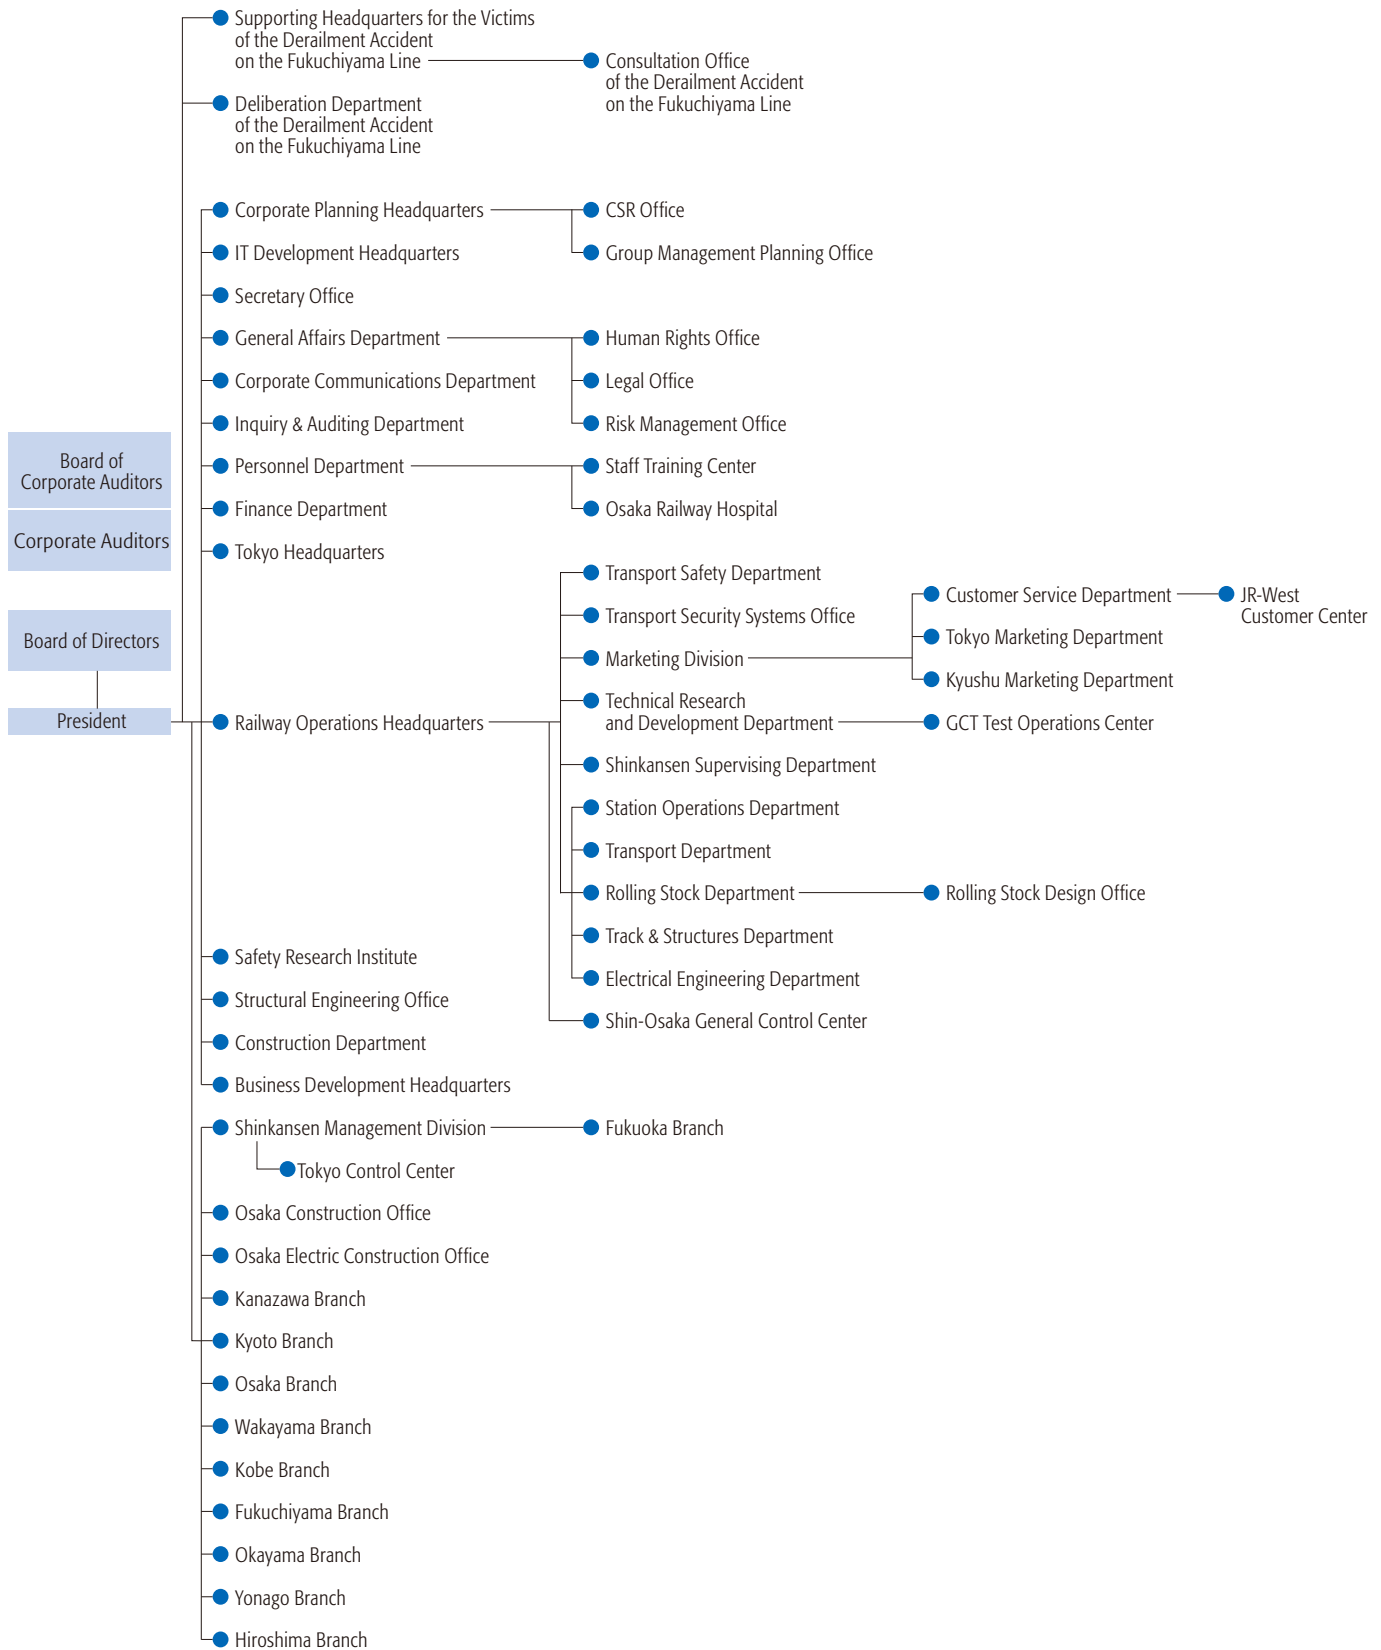 Supporting Headquarters for the Victims
of the Derailment Accident
on the Fukuchiyama Line
Consultation Office
of the Derailment Accident
on the Fukuchiyama Line
Deliberation Department
of the Derailment Accident
on the Fukuchiyama Line
Corporate Planning Headquarters
CSR Office
IT Development Headquarters
Group Management Planning Office
Secretary Office
General Affairs Department
Human Rights Office
Corporate Communications Department
Legal Office
Inquiry & Auditing Department
Risk Management Office
Board of
Corporate Auditors
Personnel Department
Staff Training Center
Finance Department
Osaka Railway Hospital
Corporate Auditors
Tokyo Headquarters
Transport Safety Department
Customer Service Department
JR-West
Customer Center
Transport Security Systems Office
Tokyo Marketing Department
Board of Directors
Marketing Division
Kyushu Marketing Department
President
Railway Operations Headquarters
Technical Research
and Development Department
GCT Test Operations Center
Shinkansen Supervising Department
Station Operations Department
Transport Department
Rolling Stock Department
Rolling Stock Design Office
Track & Structures Department
Safety Research Institute
Electrical Engineering Department
Structural Engineering Office
Shin-Osaka General Control Center
Construction Department
Business Development Headquarters
Shinkansen Management Division
Fukuoka Branch
Tokyo Control Center
Osaka Construction Office
Osaka Electric Construction Office
Kanazawa Branch
Kyoto Branch
Osaka Branch
Wakayama Branch
Kobe Branch
Fukuchiyama Branch
Okayama Branch
Yonago Branch
Hiroshima Branch